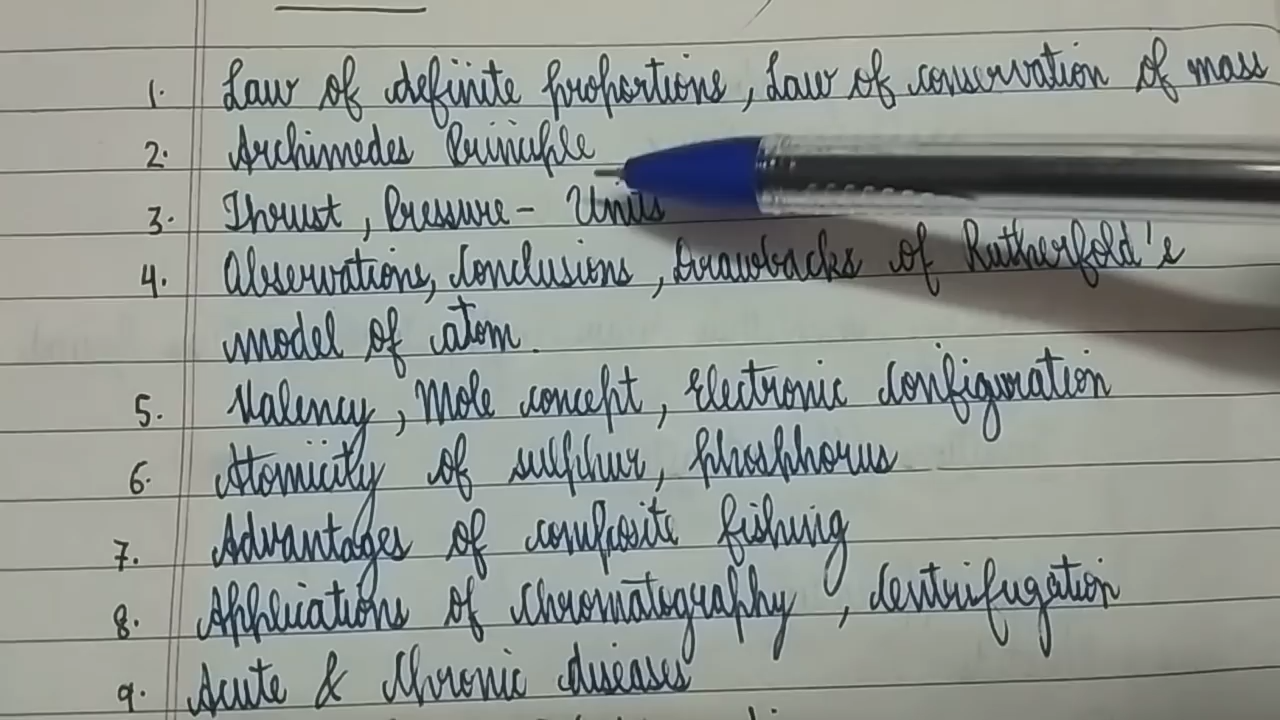 1. Law of definite proportions, Law of conservation of mass
2. Archimedes Principle
3. Thrust, Pressure - Units
4. Observations, Conclusions, Drawbacks of Rutherfold's
model of atom.
5. Valency, Mole concept, Electronic Configuration
6. Atomicity of sulphur, phosphorus
7. Advantages of composite fishing
8. Applications of Chromatography, Centrifugation
9. Acute & Chronic diseases